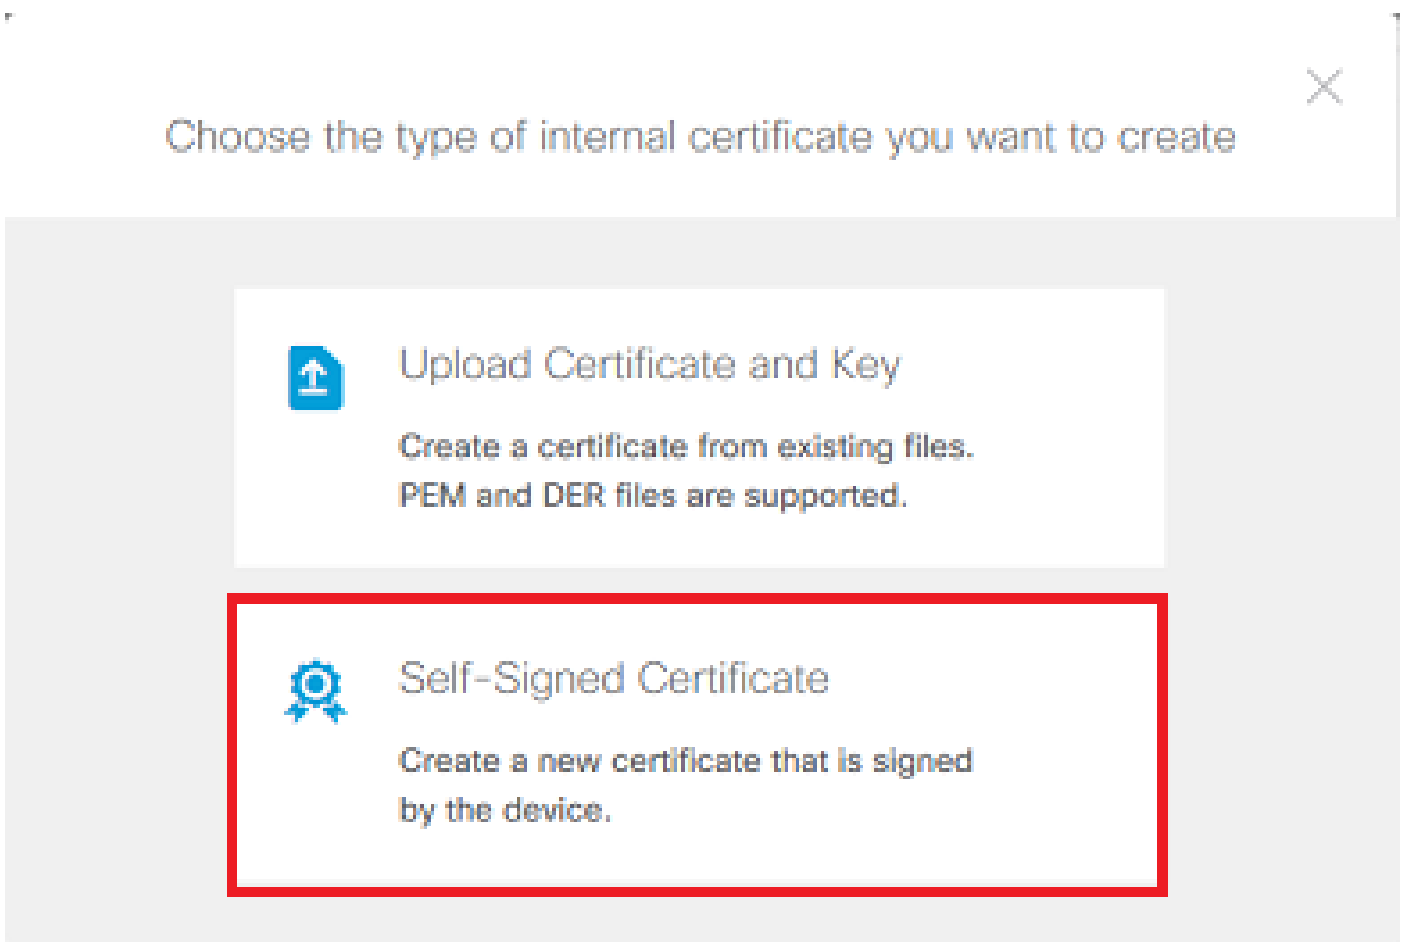 Choose the type of internal certificate you want to create
Upload Certificate and Key
Create a certificate from existing files.
PEM and DER files are supported.
Self-Signed Certificate
Create a new certificate that is signed
by the device.